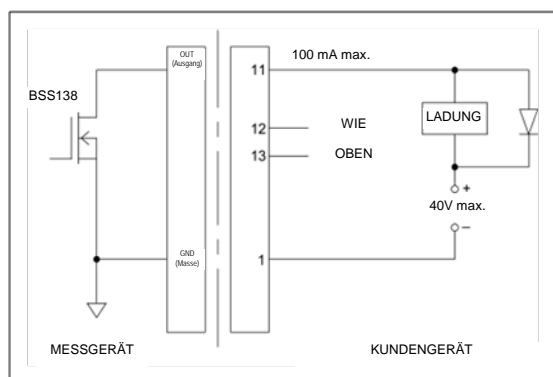 OUT
(Ausgang)
11
100 mA max.
BSS138
LADUNG
12
WIE
13
OBEN
+
40V max.
–
GND
(Masse)
1
MESSGERÄT
KUNDENGERÄT